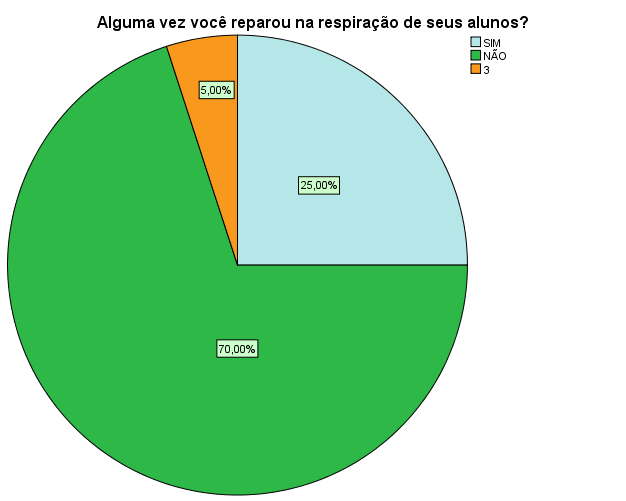 Alguma vez você reparou na respiração de seus alunos?
SIM
NÃO
3
5,00%
25,00%
70,00%